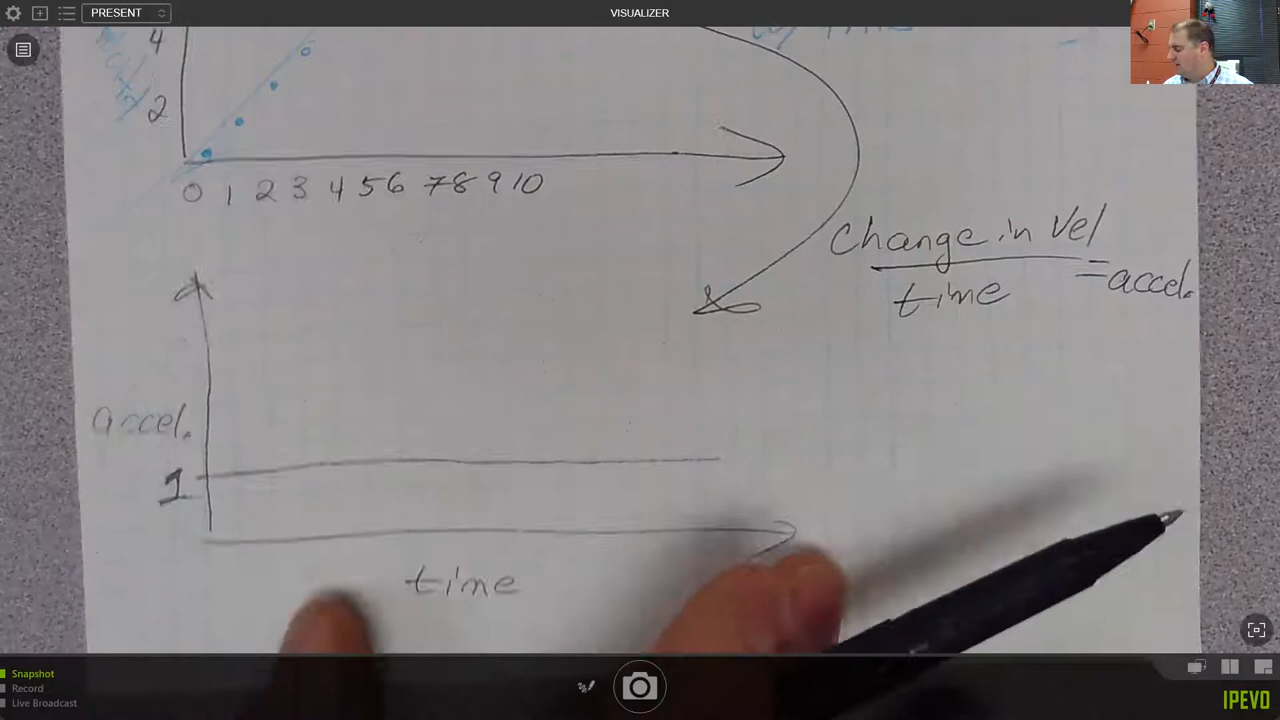 PRESENT
VISUALIZER
4
2
0 1 2 3 4 5 6 7 8 9 10
Change in Vel
time
=accel.
accel.
1
time
Snapshot
Record
Live Broadcast
IPEVO